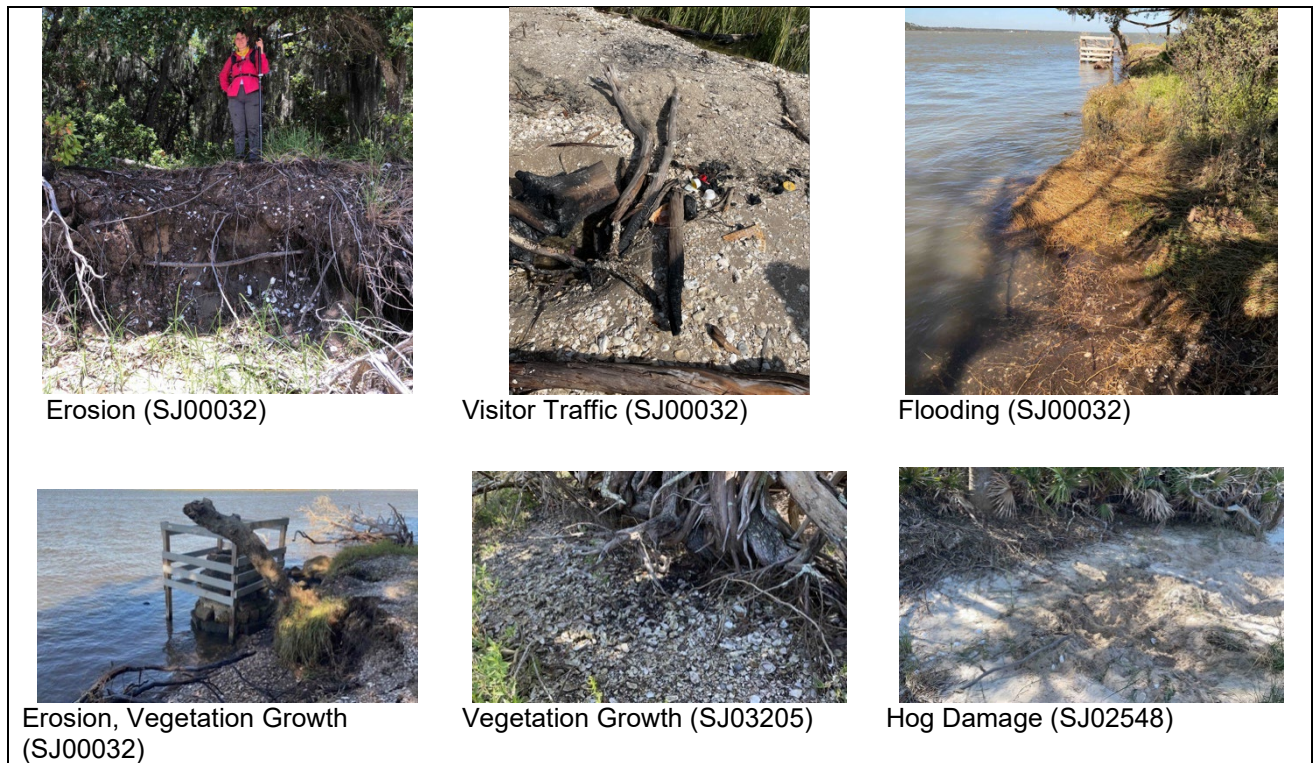 Erosion (SJ00032)
Visitor Traffic (SJ00032)
Flooding (SJ00032)
Erosion, Vegetation Growth
(SJ00032)
Vegetation Growth (SJ03205)
Hog Damage (SJ02548)